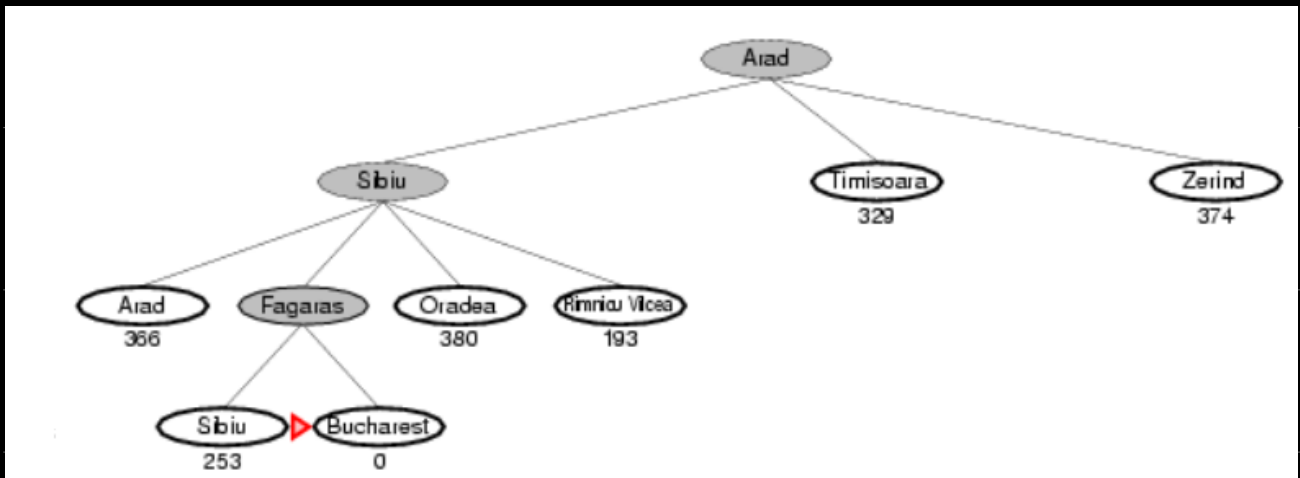 Arad
Sibiu
Timisoara
Zerind
329
374
Arad
Fagaras
Oradea
Rimnicu Vilcea
366
380
193
Sibiu
Bucharest
253
0